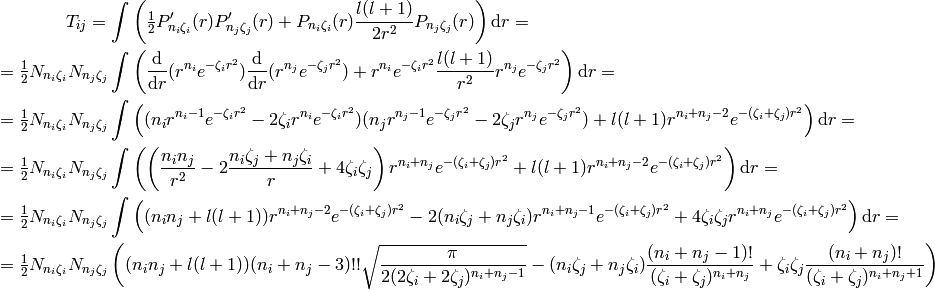 T_{ij} = \int \left( \tfrac{1}{2} P'_{n_i\zeta_i}(r) P'_{n_j\zeta_j}(r) + P_{n_i\zeta_i}(r) \frac{l(l+1)}{2r^2} P_{n_j\zeta_j}(r) \right) \mathrm{d}r =
= \tfrac{1}{2} N_{n_i\zeta_i} N_{n_j\zeta_j} \int \left( \frac{\mathrm{d}}{\mathrm{d}r}(r^{n_i} e^{-\zeta_i r^2}) \frac{\mathrm{d}}{\mathrm{d}r}(r^{n_j} e^{-\zeta_j r^2}) + r^{n_i} e^{-\zeta_i r^2} \frac{l(l+1)}{r^2} r^{n_j} e^{-\zeta_j r^2} \right) \mathrm{d}r =
= \tfrac{1}{2} N_{n_i\zeta_i} N_{n_j\zeta_j} \int \left( (n_i r^{n_i-1} e^{-\zeta_i r^2} - 2\zeta_i r^{n_i} e^{-\zeta_i r^2})(n_j r^{n_j-1} e^{-\zeta_j r^2} - 2\zeta_j r^{n_j} e^{-\zeta_j r^2}) + l(l+1) r^{n_i+n_j-2} e^{-(\zeta_i+\zeta_j)r^2} \right) \mathrm{d}r =
= \tfrac{1}{2} N_{n_i\zeta_i} N_{n_j\zeta_j} \int \left( \left( \frac{n_i n_j}{r^2} - 2\frac{n_i\zeta_j + n_j\zeta_i}{r} + 4\zeta_i\zeta_j \right) r^{n_i+n_j} e^{-(\zeta_i+\zeta_j)r^2} + l(l+1) r^{n_i+n_j-2} e^{-(\zeta_i+\zeta_j)r^2} \right) \mathrm{d}r =
= \tfrac{1}{2} N_{n_i\zeta_i} N_{n_j\zeta_j} \int \left( (n_i n_j + l(l+1)) r^{n_i+n_j-2} e^{-(\zeta_i+\zeta_j)r^2} - 2(n_i\zeta_j + n_j\zeta_i) r^{n_i+n_j-1} e^{-(\zeta_i+\zeta_j)r^2} + 4\zeta_i\zeta_j r^{n_i+n_j} e^{-(\zeta_i+\zeta_j)r^2} \right) \mathrm{d}r =
= \tfrac{1}{2} N_{n_i\zeta_i} N_{n_j\zeta_j} \left( (n_i n_j + l(l+1))(n_i+n_j-3)!! \sqrt{\frac{\pi}{2(2\zeta_i+2\zeta_j)^{n_i+n_j-1}}} - (n_i\zeta_j + n_j\zeta_i) \frac{(n_i+n_j-1)!}{(\zeta_i+\zeta_j)^{n_i+n_j}} + \zeta_i\zeta_j \frac{(n_i+n_j)!}{(\zeta_i+\zeta_j)^{n_i+n_j+1}} \right)